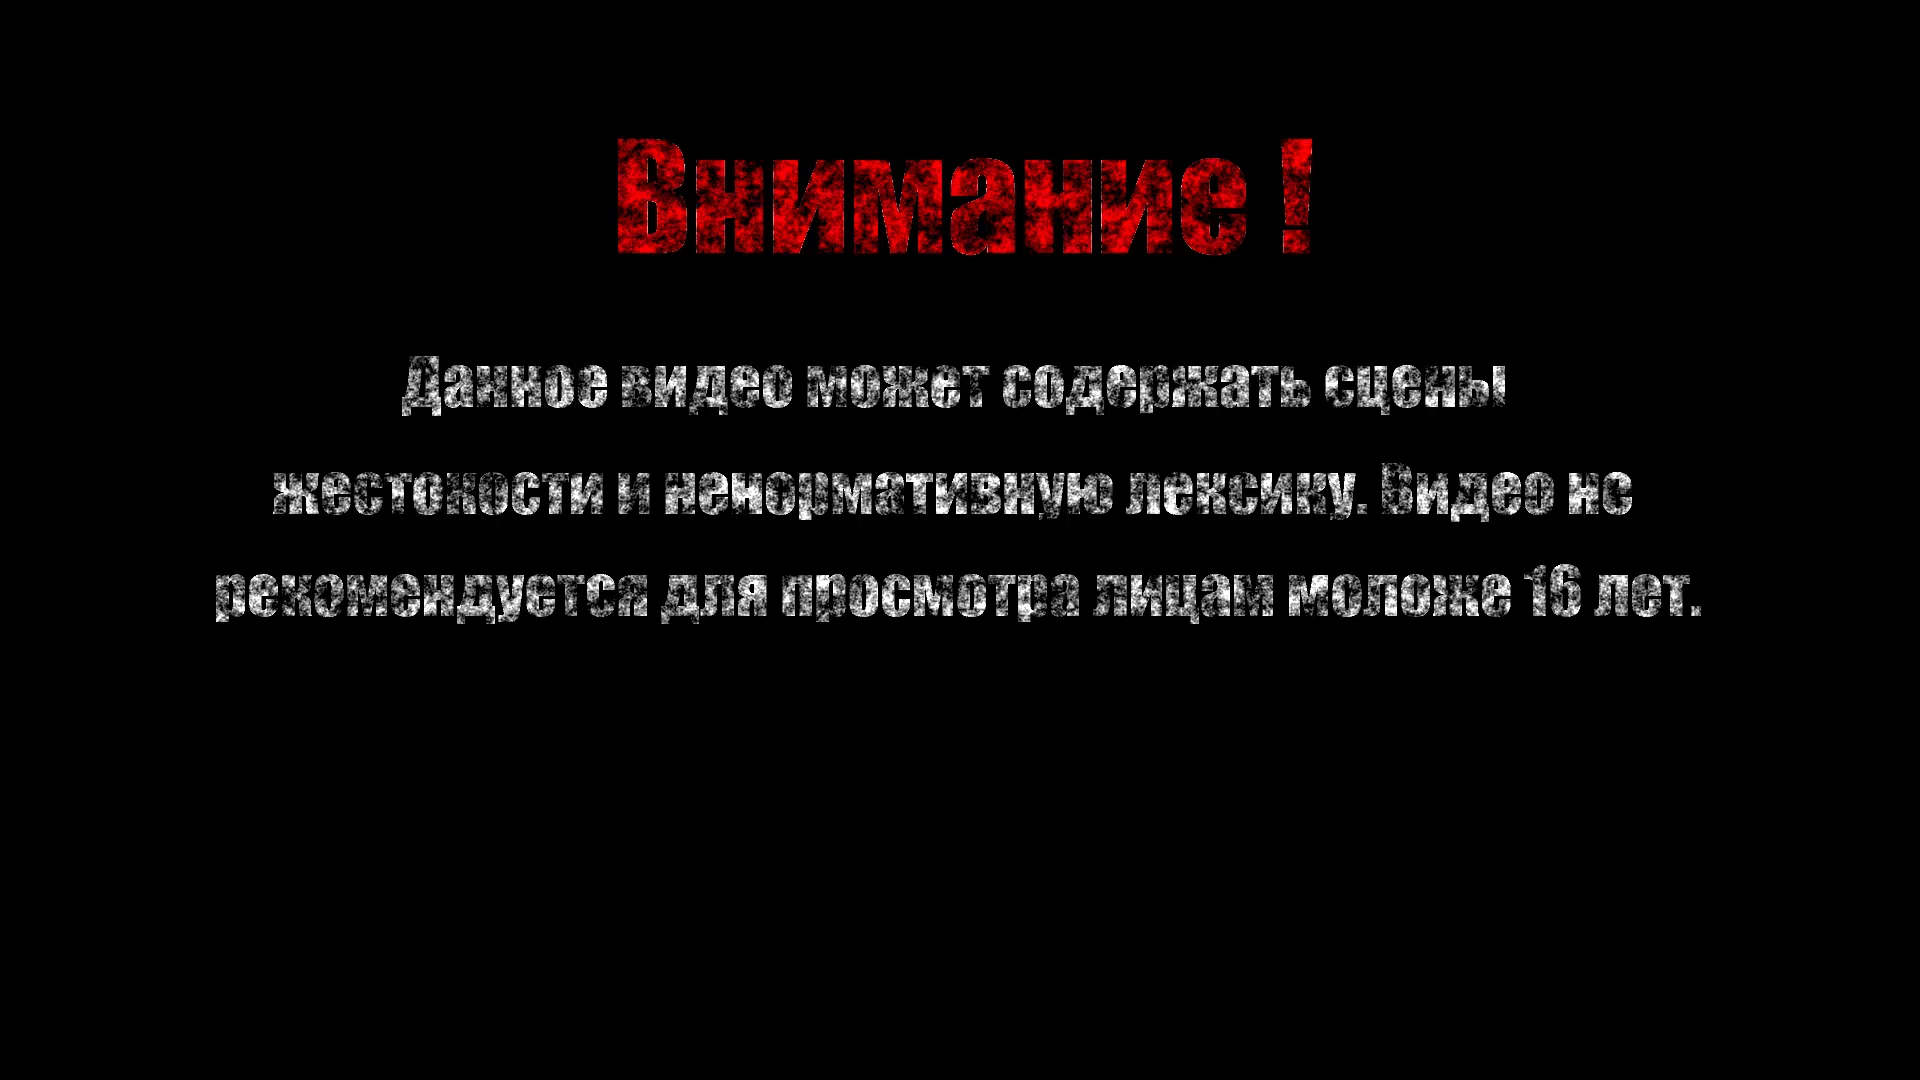 Внимание !
Данное видео может содержать сцены
жестокости и ненормативную лексику. Видео не
рекомендуется для просмотра лицам моложе 16 лет.